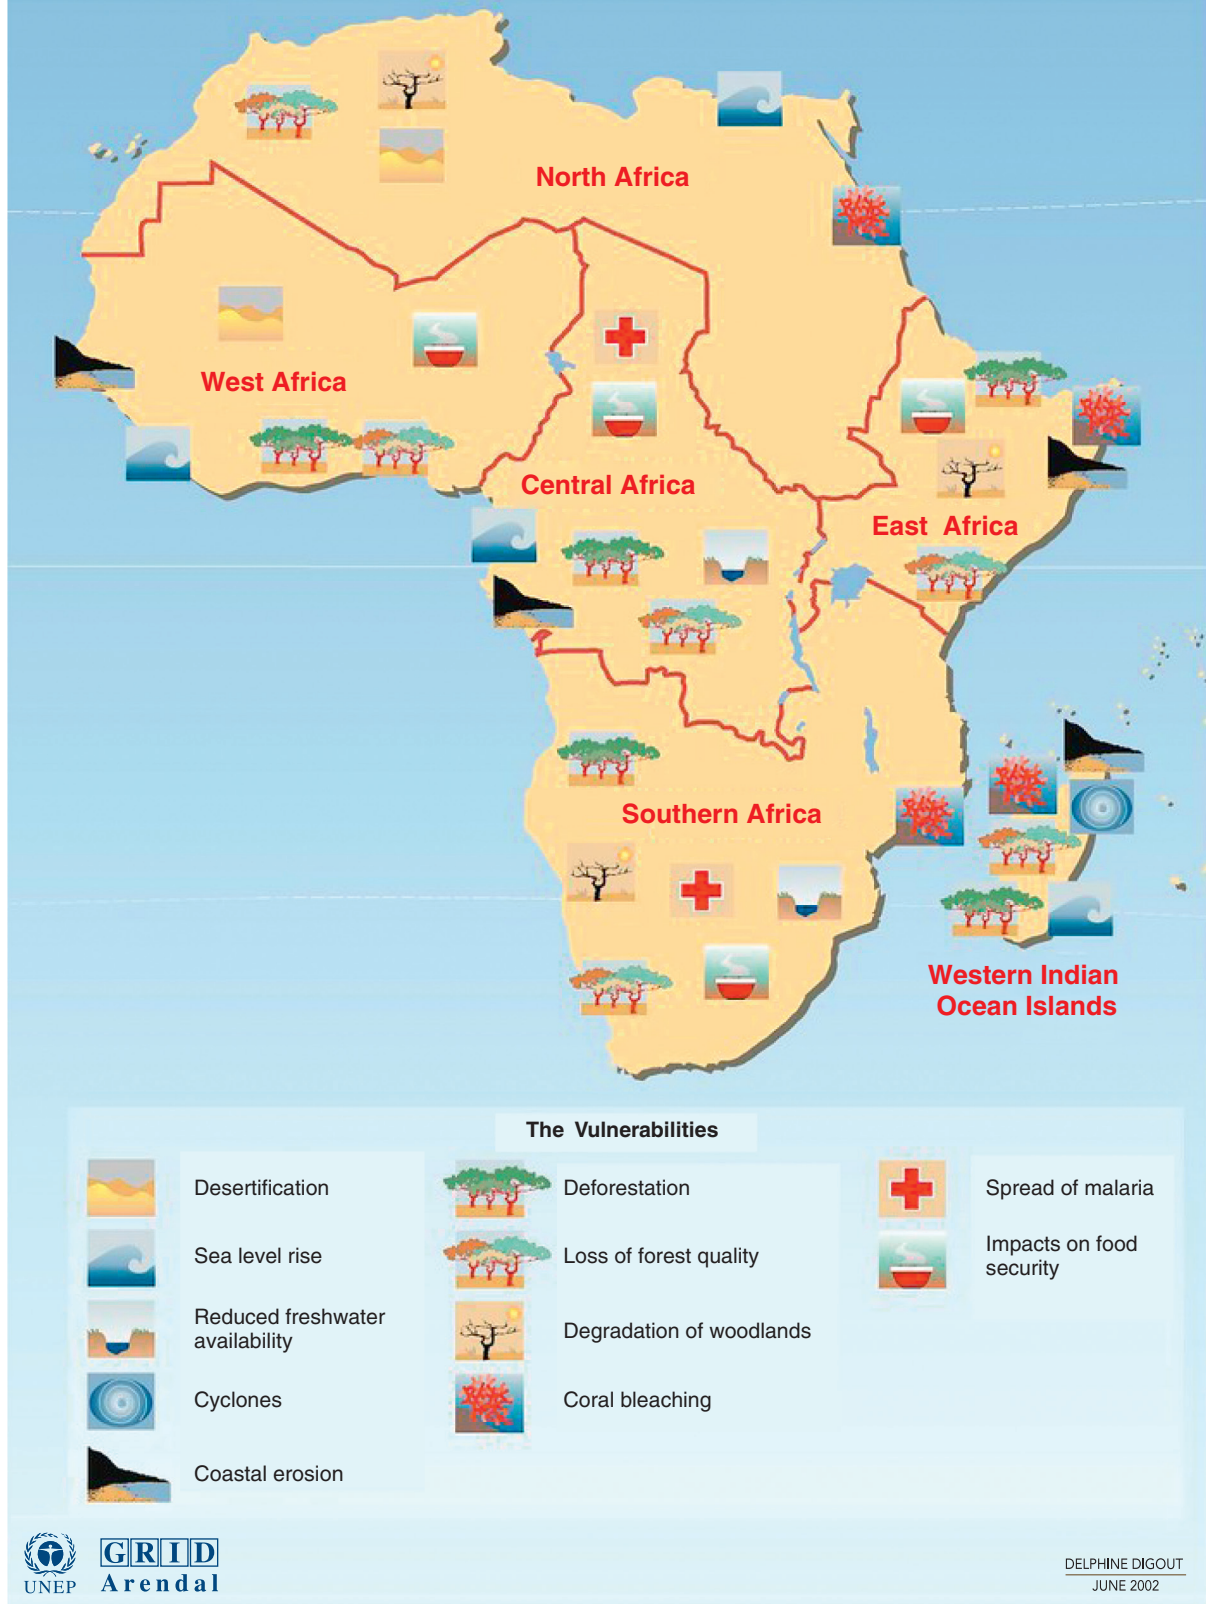 North Africa
West Africa
Central Africa
East Africa
Southern Africa
Western Indian
Ocean Islands
The Vulnerabilities
Desertification
Sea level rise
Reduced freshwater
availability
Cyclones
Coastal erosion
Deforestation
Loss of forest quality
Degradation of woodlands
Coral bleaching
Spread of malaria
Impacts on food
security
UNEP
GRID
Arendal
DELPHINE DIGOUT
JUNE 2002